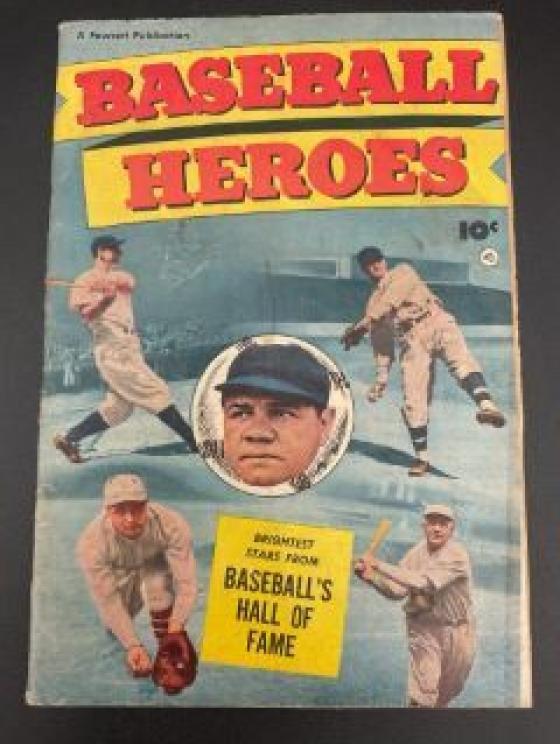 A Fawcett Publication
BASEBALL
HEROES
10¢
BRIGHTEST
STARS FROM
BASEBALL'S
HALL OF
FAME